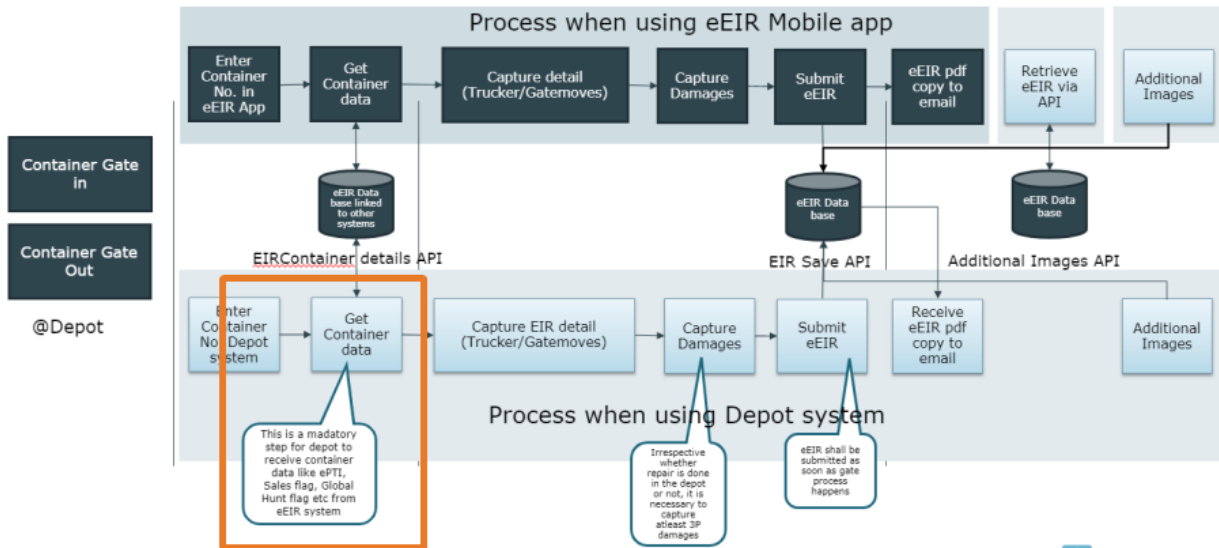 Process when using eEIR Mobile app
Enter
Container
No. in
eEIR App
Get
Container
data
Capture detail
(Trucker/Gatemoves)
Capture
Damages
Submit
eEIR
eEIR pdf
copy to
email
Retrieve
eEIR via
API
Additional
Images
Container Gate
in
Container Gate
Out
@Depot
eEIR Data
base linked
to other
systems
eEIR Data
base
eEIR Data
base
EIRContainer details API
EIR Save API
Additional Images API
Enter
Container
No. Depot
system
Get
Container
data
Capture EIR detail
(Trucker/Gatemoves)
Capture
Damages
Submit
eEIR
Receive
eEIR pdf
copy to
email
Additional
Images
Process when using Depot system
This is a madatory
step for depot to
receive container
data like ePTI,
Sales flag, Global
Hunt flag etc from
eEIR system
Irrespective
whether
repair is done
in the depot
or not, it is
necessary to
capture
atleast 3P
damages
eEIR shall be
submitted as
soon as gate
process
happens